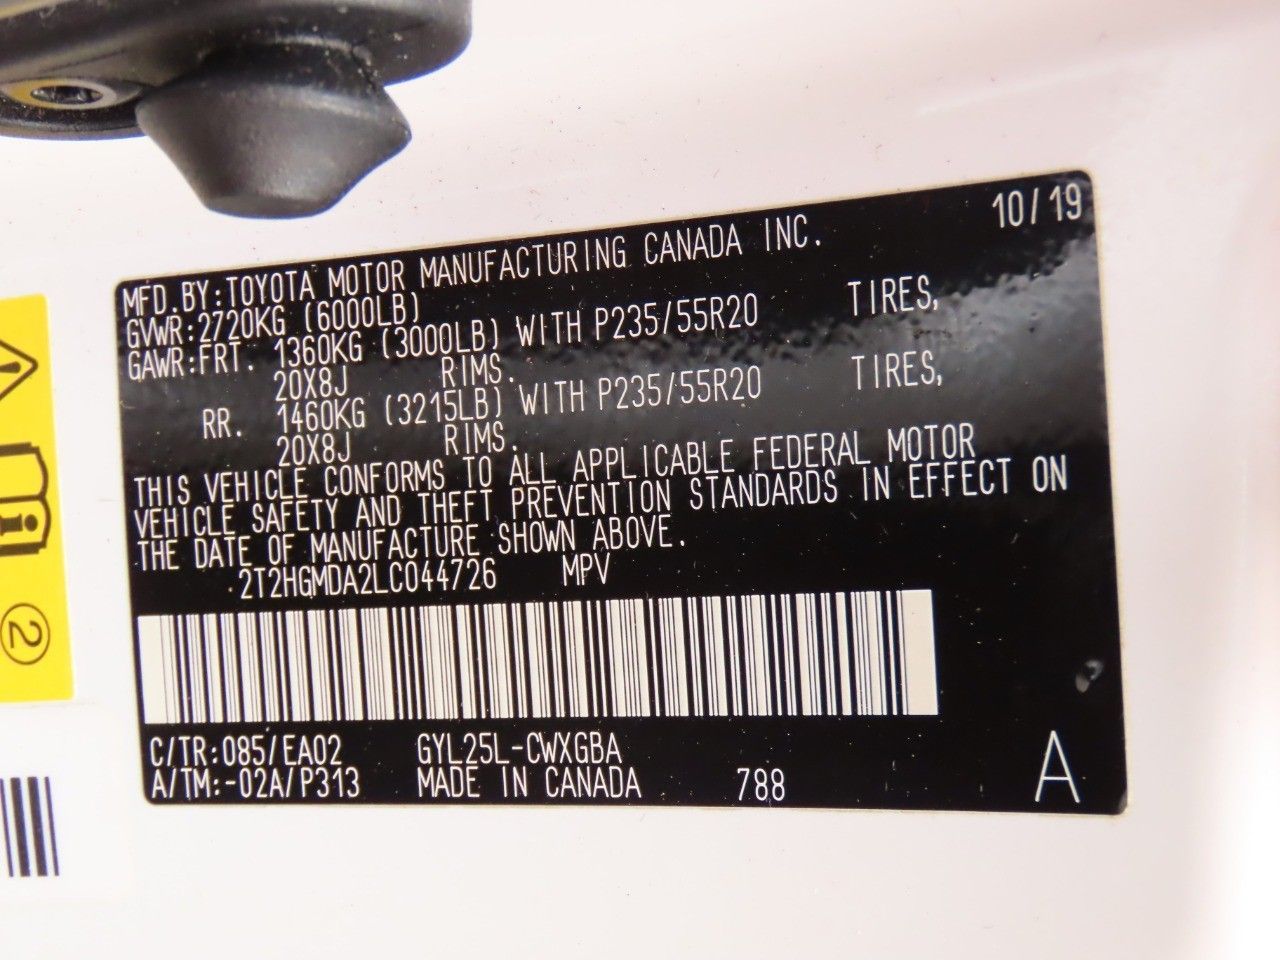 10/19
MFD.BY:TOYOTA MOTOR MANUFACTURING CANADA INC.
GVWR:2720KG (6000LB)
GAWR:FRT. 1360KG (3000LB) WITH P235/55R20 TIRES,
20X8J RIMS.
RR. 1460KG (3215LB) WITH P235/55R20 TIRES,
20X8J RIMS.
THIS VEHICLE CONFORMS TO ALL APPLICABLE FEDERAL MOTOR
VEHICLE SAFETY AND THEFT PREVENTION STANDARDS IN EFFECT ON
THE DATE OF MANUFACTURE SHOWN ABOVE.
2T2HGMDA2LC044726 MPV
C/TR:085/EA02 GYL25L-CWXGBA
A/TM:-02A/P313 MADE IN CANADA 788 A
2